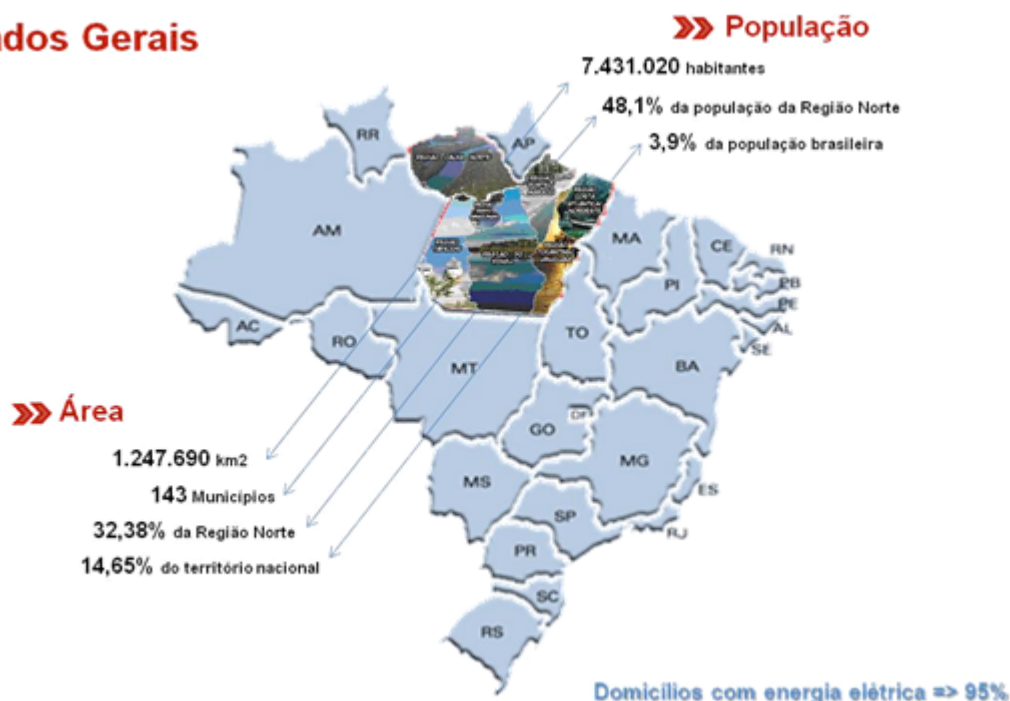 ados Gerais
População
7.431.020 habitantes
48,1% da população da Região Norte
3,9% da população brasileira
RR
AP
AM
MA
CE
RN
PI
PB
PE
AL
SE
AC
RO
TO
BA
MT
Área
GO
DF
1.247.690 km2
MG
143 Municípios
MS
ES
32,38% da Região Norte
SP
RJ
14,65% do território nacional
PR
SC
RS
Domicílios com energia elétrica => 95%